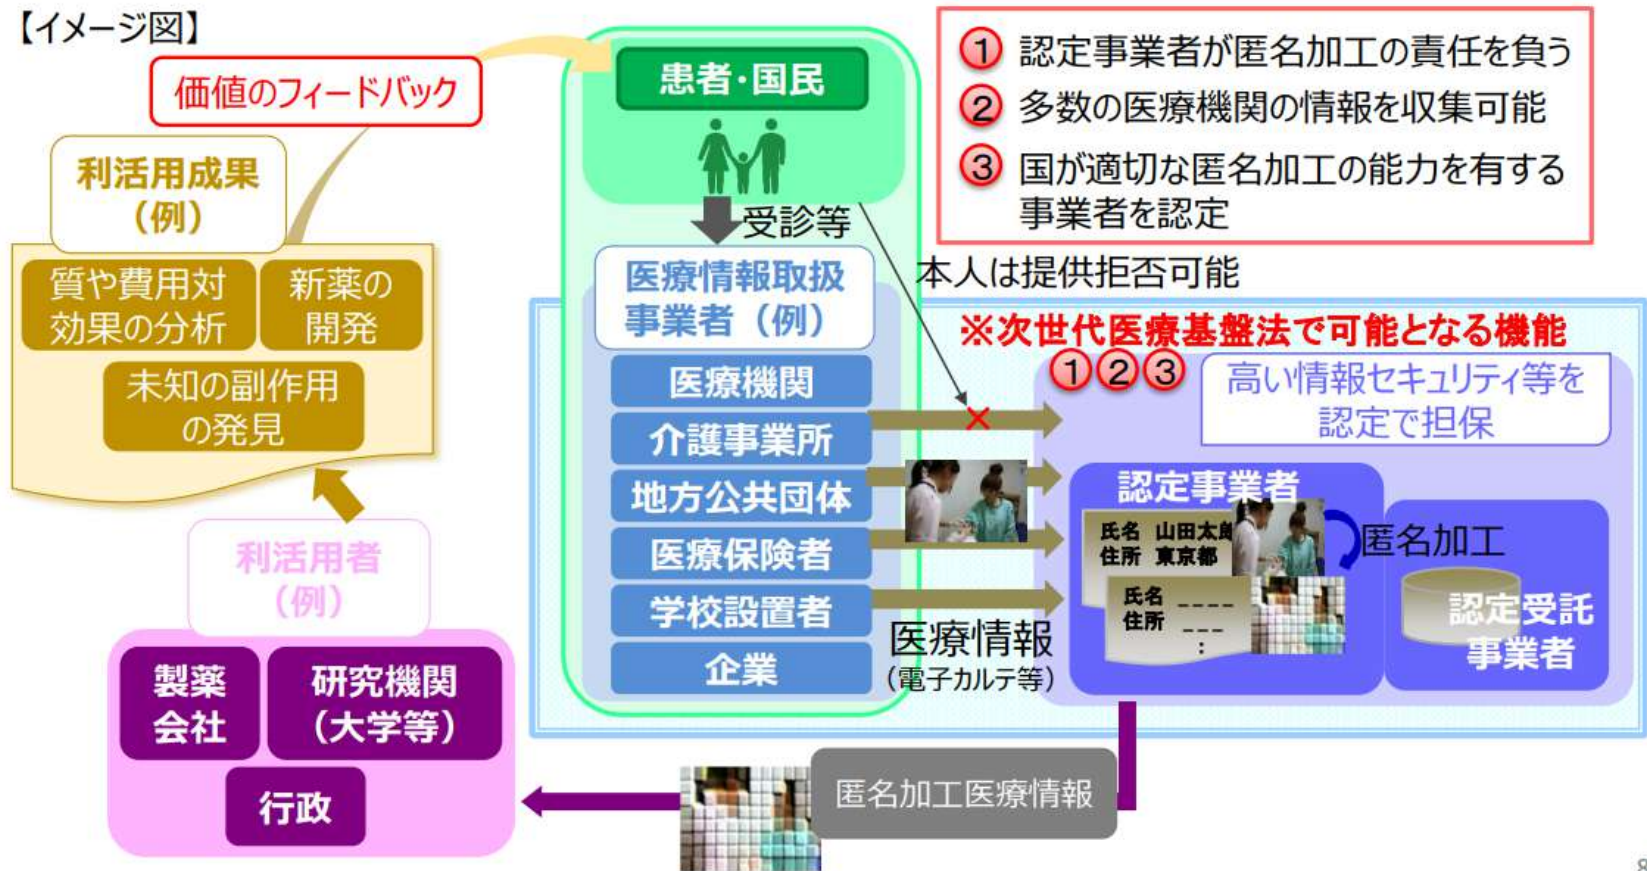 【イメージ図】
価値のフィードバック
利活用成果
（例）
質や費用対
効果の分析
新薬の
開発
未知の副作用
の発見
利活用者
（例）
製薬
会社
研究機関
（大学等）
行政
患者・国民
受診等
医療情報取扱
事業者（例）
医療機関
介護事業所
地方公共団体
医療保険者
学校設置者
企業
① 認定事業者が匿名加工の責任を負う
② 多数の医療機関の情報を収集可能
③ 国が適切な匿名加工の能力を有する
事業者を認定
本人は提供拒否可能
※次世代医療基盤法で可能となる機能
①②③
高い情報セキュリティ等を
認定で担保
医療情報
（電子カルテ等）
認定事業者
氏名 山田太郎
住所 東京都
氏名 ----
住所 ---
:
匿名加工
認定受託
事業者
匿名加工医療情報